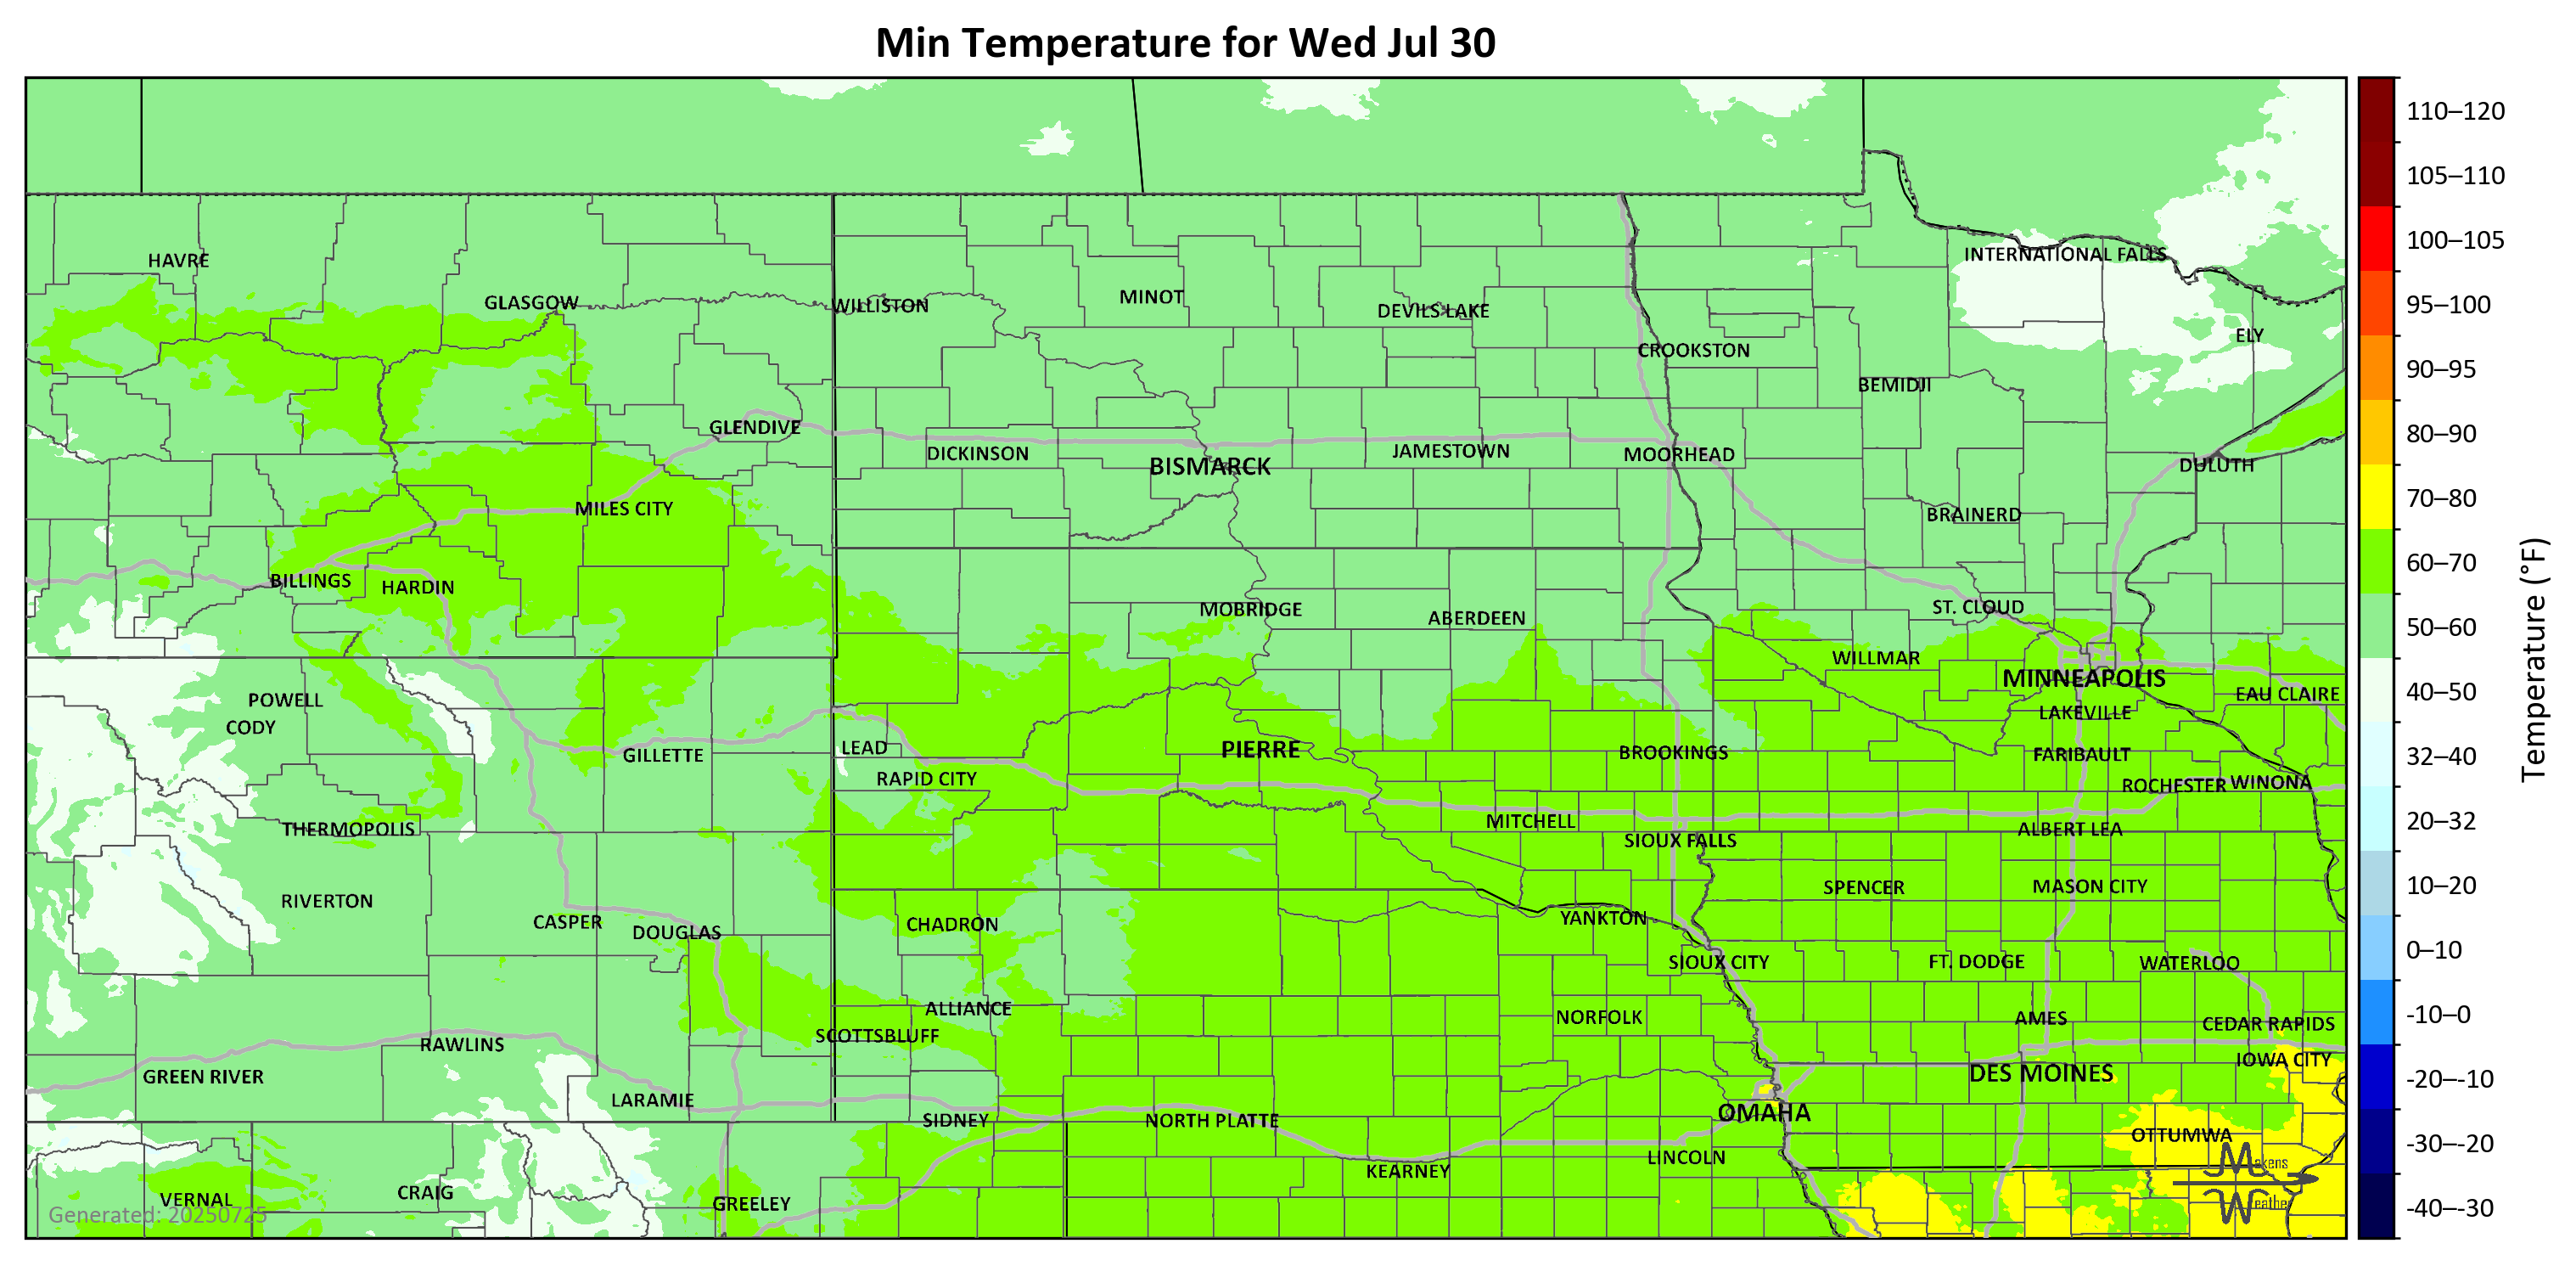 Min Temperature for Wed Jul 30
HAVRE
GLASGOW
WILLISTON
MINOT
DEVILS LAKE
CROOKSTON
INTERNATIONAL FALLS
ELY
BEMIDJI
GLENDIVE
DICKINSON
BISMARCK
JAMESTOWN
MOORHEAD
DULUTH
MILES CITY
BRAINERD
BILLINGS
HARDIN
MOBRIDGE
ABERDEEN
ST. CLOUD
WILLMAR
MINNEAPOLIS
EAU CLAIRE
POWELL
CODY
LAKEVILLE
GILLETTE
LEAD
PIERRE
BROOKINGS
FARIBAULT
RAPID CITY
ROCHESTER
WINONA
THERMOPOLIS
MITCHELL
SIOUX FALLS
ALBERT LEA
RIVERTON
SPENCER
MASON CITY
CASPER
DOUGLAS
CHADRON
YANKTON
SIOUX CITY
FT. DODGE
WATERLOO
ALLIANCE
NORFOLK
AMES
CEDAR RAPIDS
SCOTTSBLUFF
RAWLINS
IOWA CITY
GREEN RIVER
DES MOINES
LARAMIE
SIDNEY
NORTH PLATTE
OMAHA
OTTUMWA
LINCOLN
KEARNEY
VERNAL
CRAIG
GREELEY
Generated: 20250725
Makens
Weather
110–120
105–110
100–105
95–100
90–95
80–90
70–80
60–70
50–60
40–50
32–40
20–32
10–20
0–10
-10–0
-20–-10
-30–-20
-40–-30
Temperature (°F)